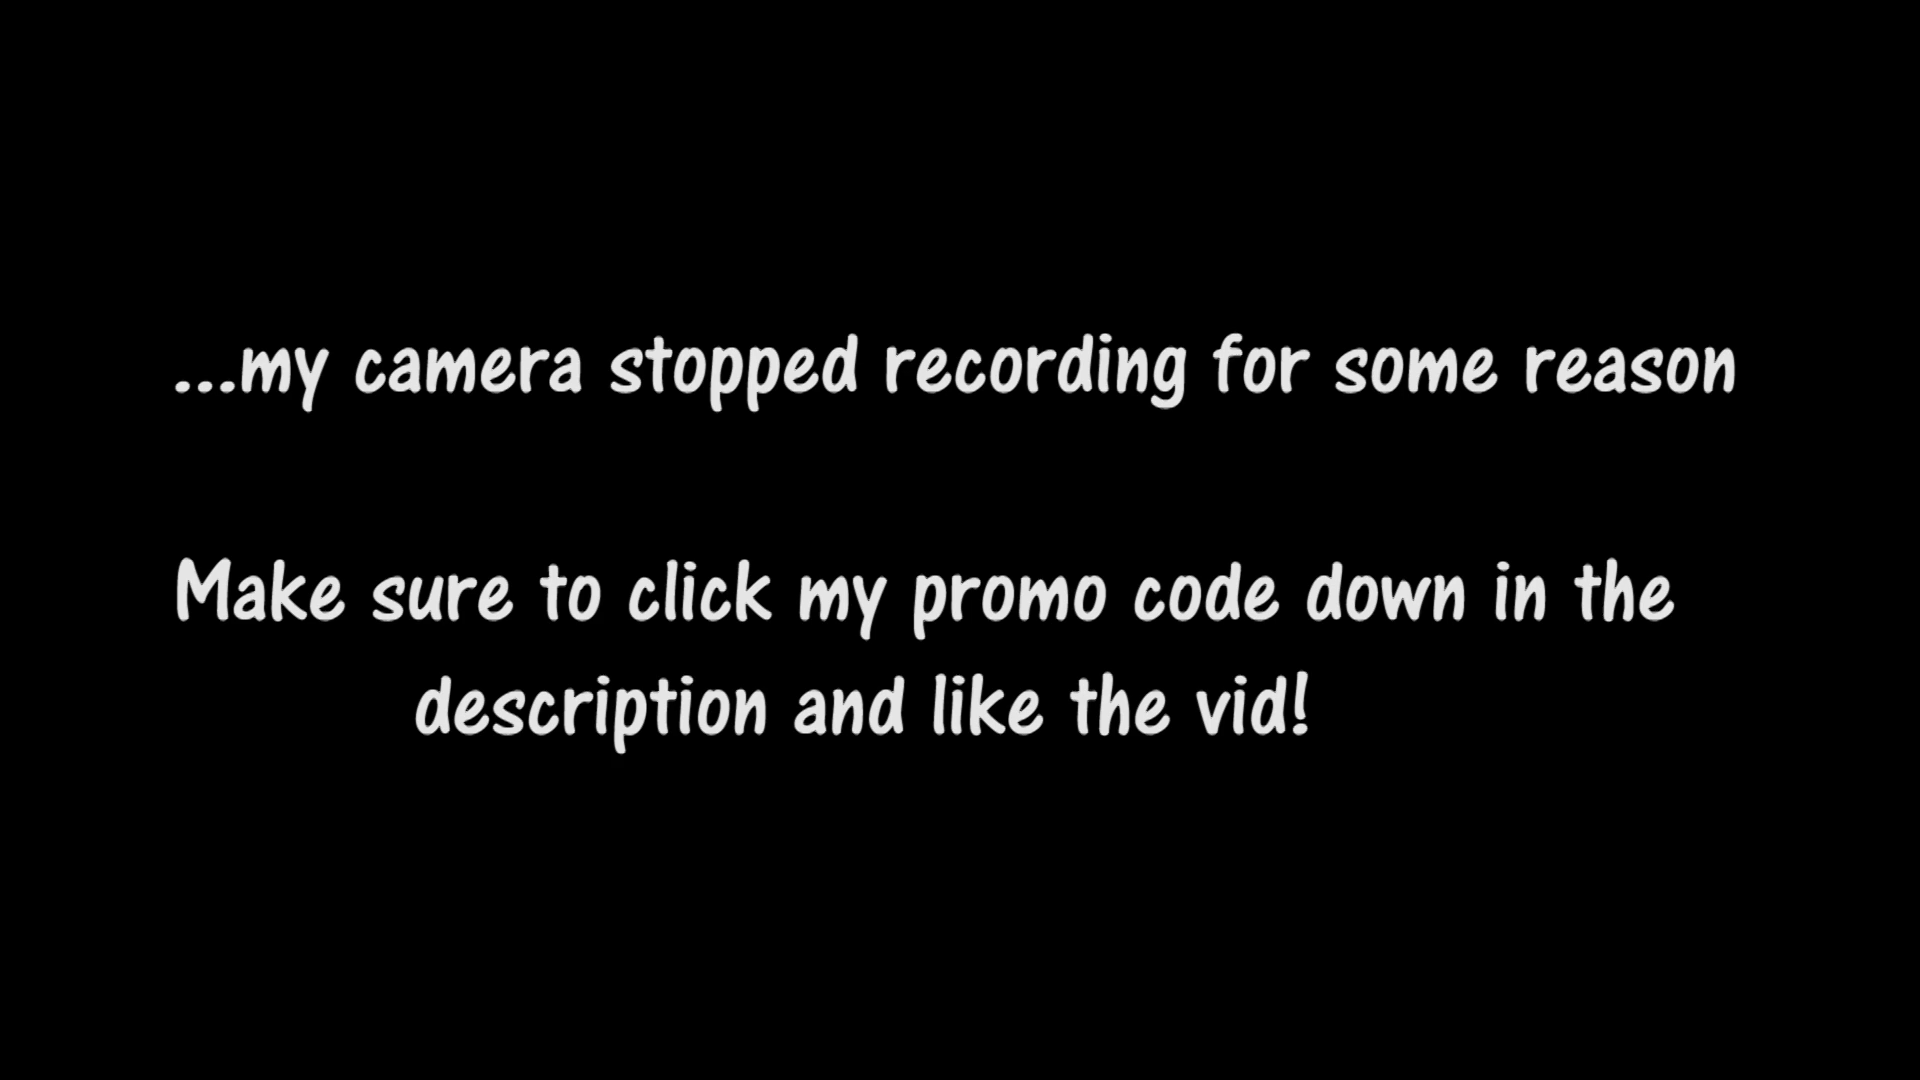 ...my camera stopped recording for some reason
Make sure to click my promo code down in the
description and like the vid!